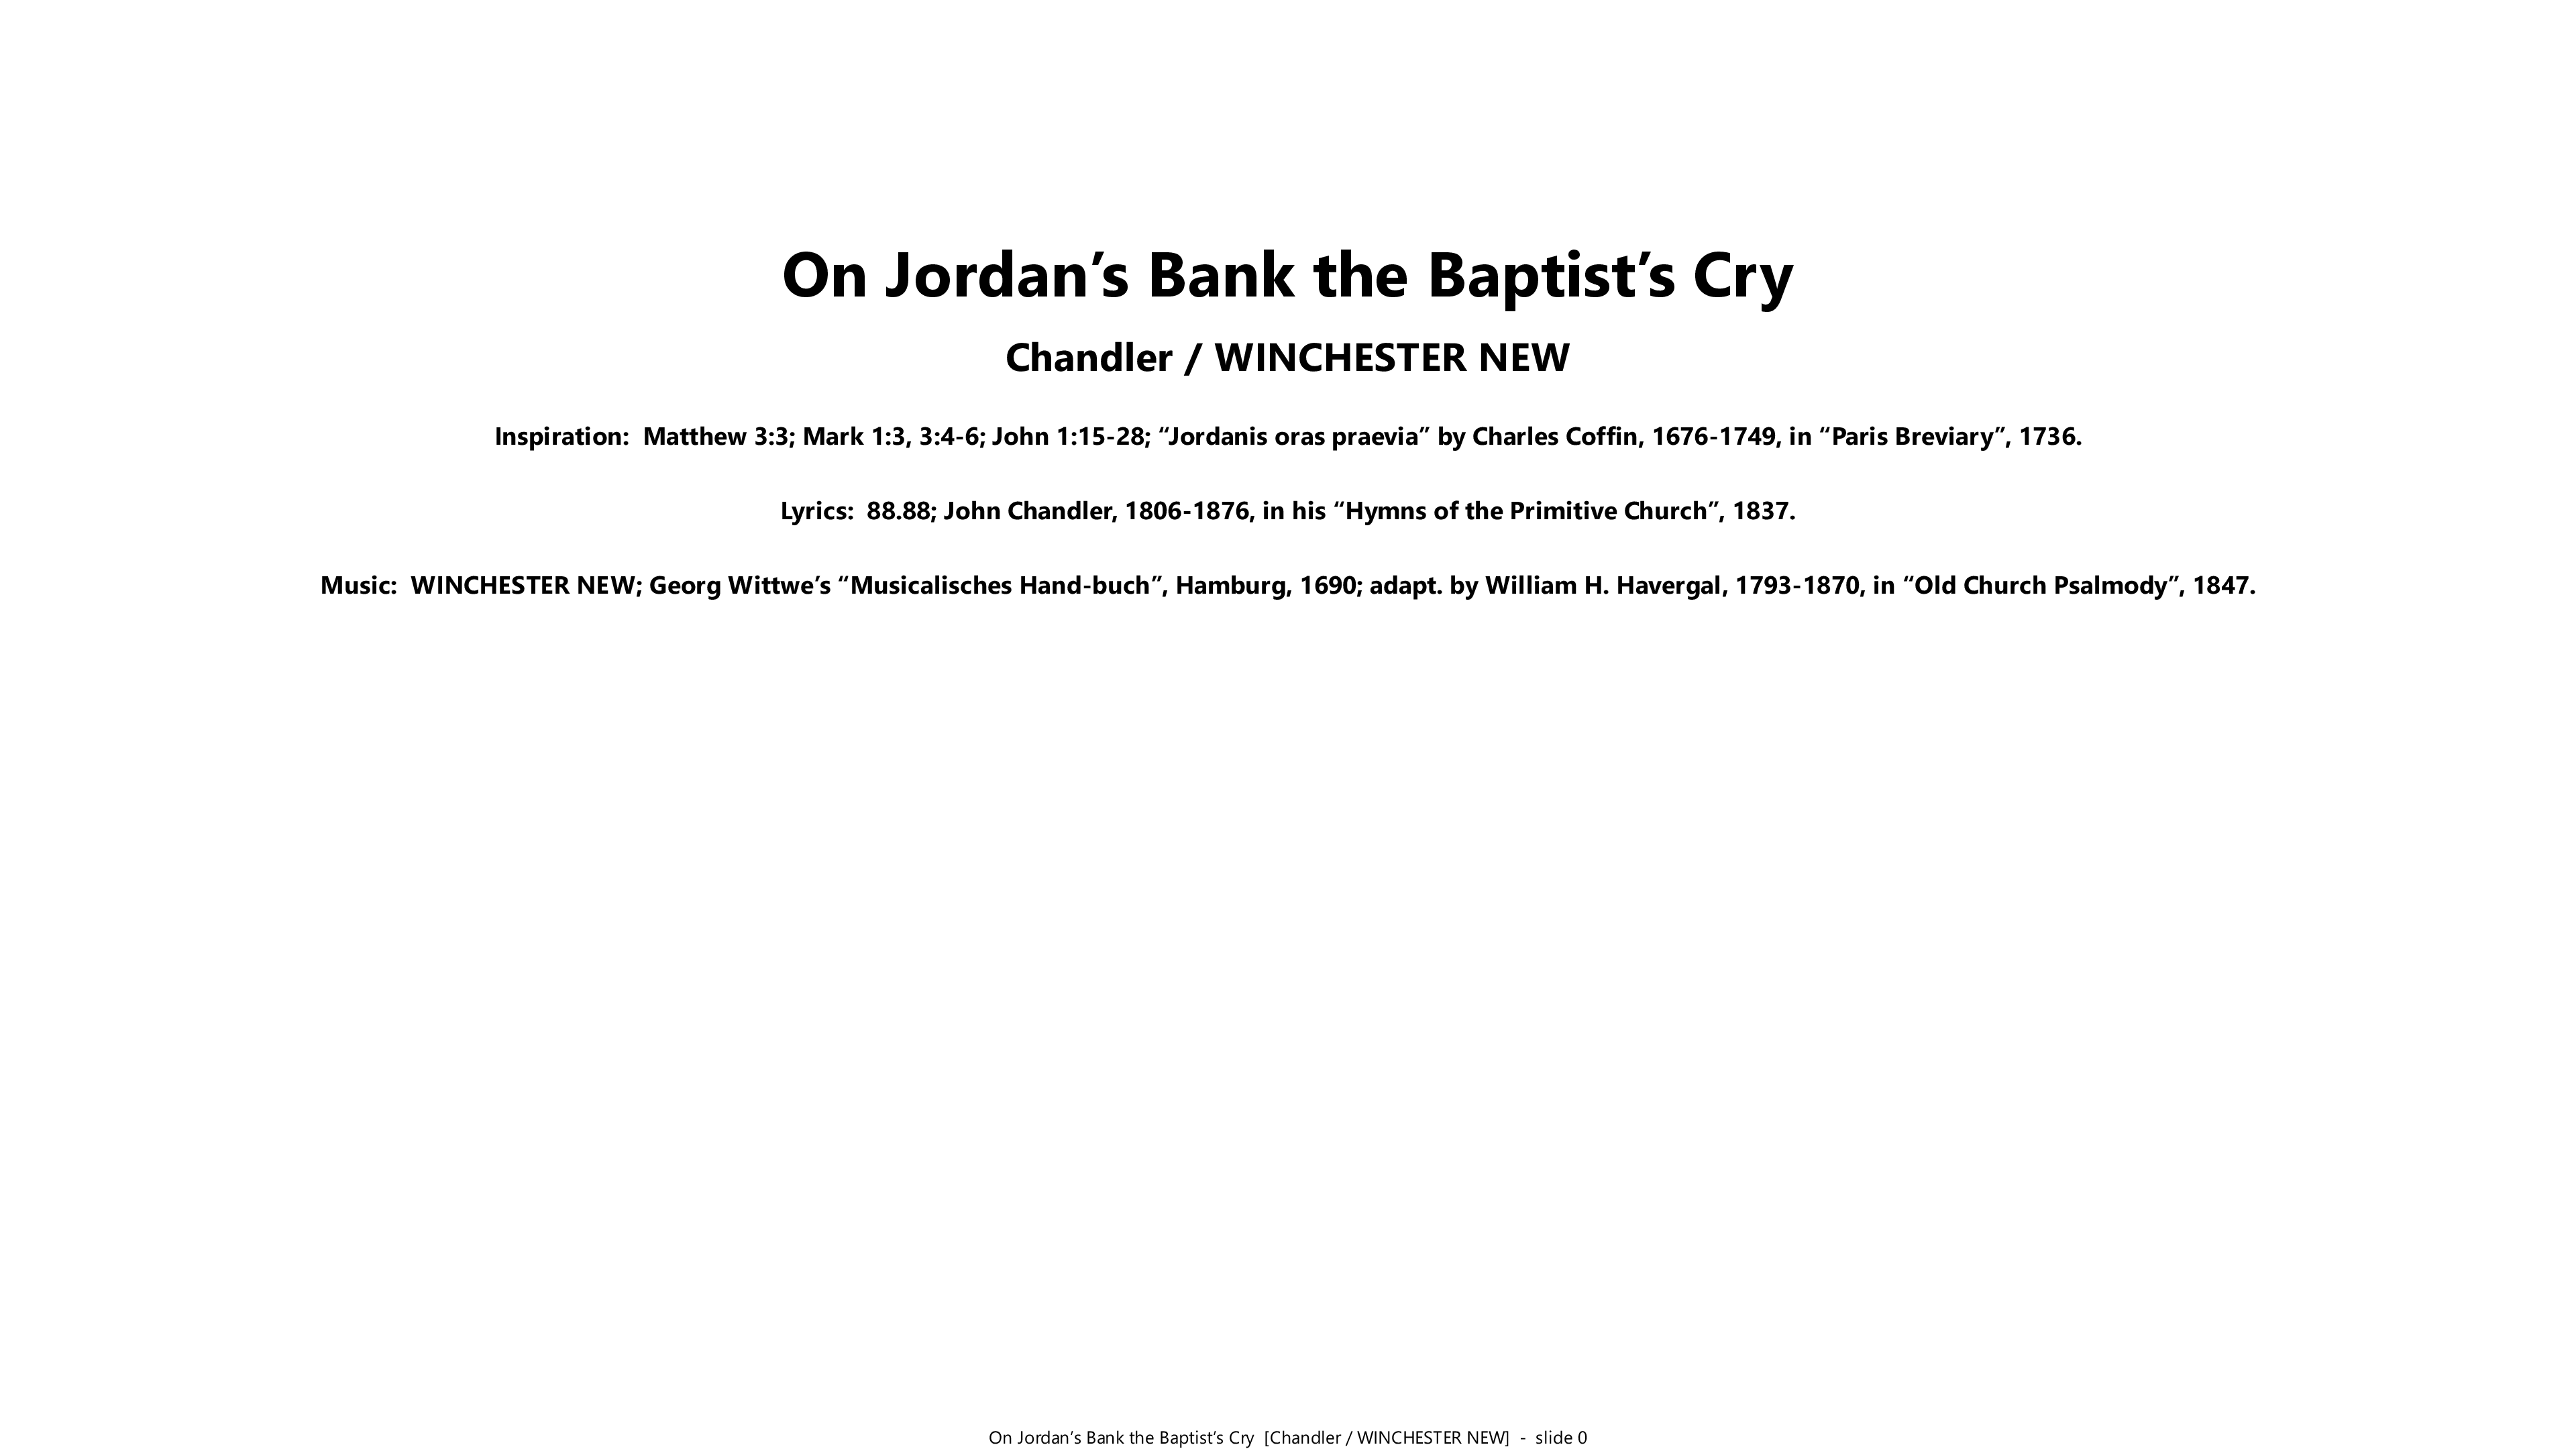 On Jordan’s Bank the Baptist’s Cry
Chandler / WINCHESTER NEW
Inspiration:  Matthew 3:3; Mark 1:3, 3:4-6; John 1:15-28; “Jordanis oras praevia” by Charles Coffin, 1676-1749, in “Paris Breviary”, 1736.
Lyrics:  88.88; John Chandler, 1806-1876, in his “Hymns of the Primitive Church”, 1837.
Music:  WINCHESTER NEW; Georg Wittwe’s “Musicalisches Hand-buch”, Hamburg, 1690; adapt. by William H. Havergal, 1793-1870, in “Old Church Psalmody”, 1847.
On Jordan’s Bank the Baptist’s Cry  [Chandler / WINCHESTER NEW]  -  slide 0